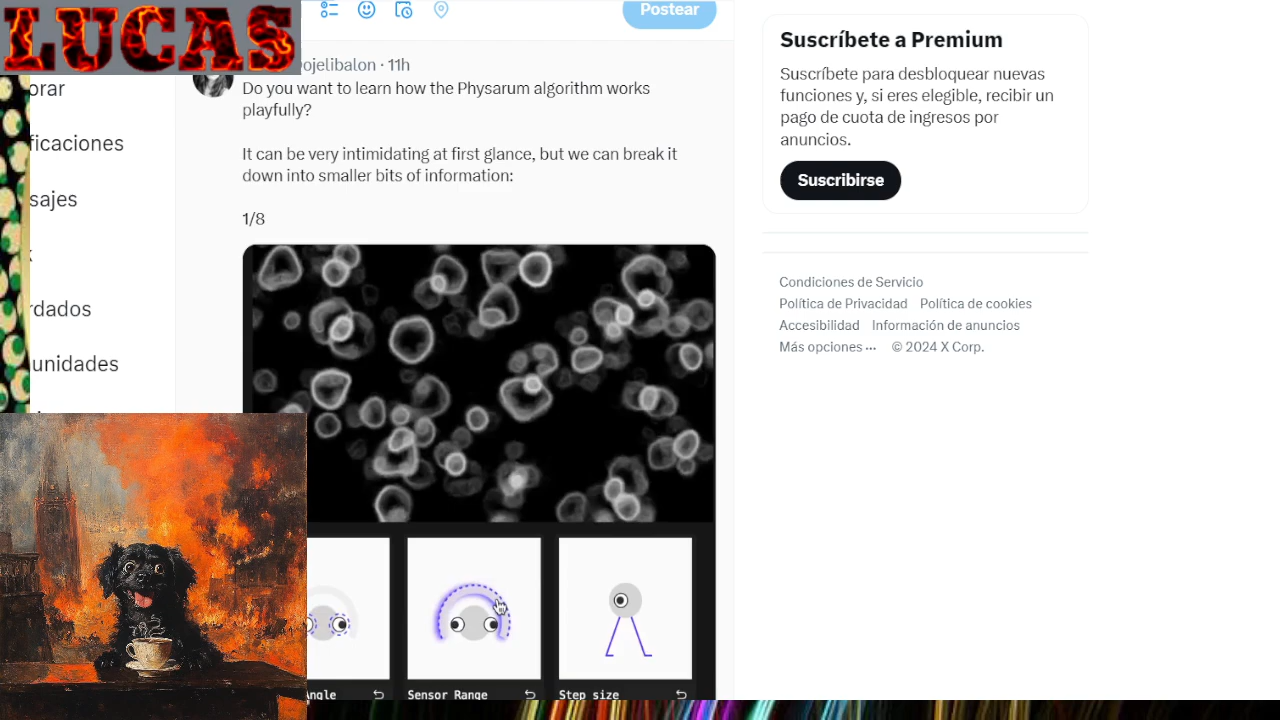 LUCAS
Postear
ojelibalon · 11h
Do you want to learn how the Physarum algorithm works
playfully?
It can be very intimidating at first glance, but we can break it
down into smaller bits of information:
1/8
orar
ficaciones
sajes
k
rdados
unidades
ngle
Sensor Range
Step size
Suscríbete a Premium
Suscríbete para desbloquear nuevas
funciones y, si eres elegible, recibir un
pago de cuota de ingresos por
anuncios.
Suscribirse
Condiciones de Servicio
Política de Privacidad Política de cookies
Accesibilidad Información de anuncios
Más opciones ··· © 2024 X Corp.